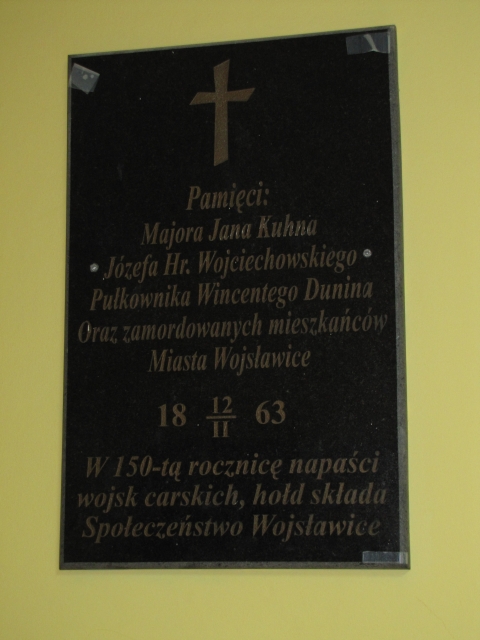 Pamięci:
Majora Jana Kuhna
Józefa Hr. Wojciechowskiego
Pułkownika Wincentego Dunina
Oraz zamordowanych mieszkańców
Miasta Wojsławice
18 12/II 63
W 150-tą rocznicę napaści
wojsk carskich, hołd składa
Społeczeństwo Wojsławice